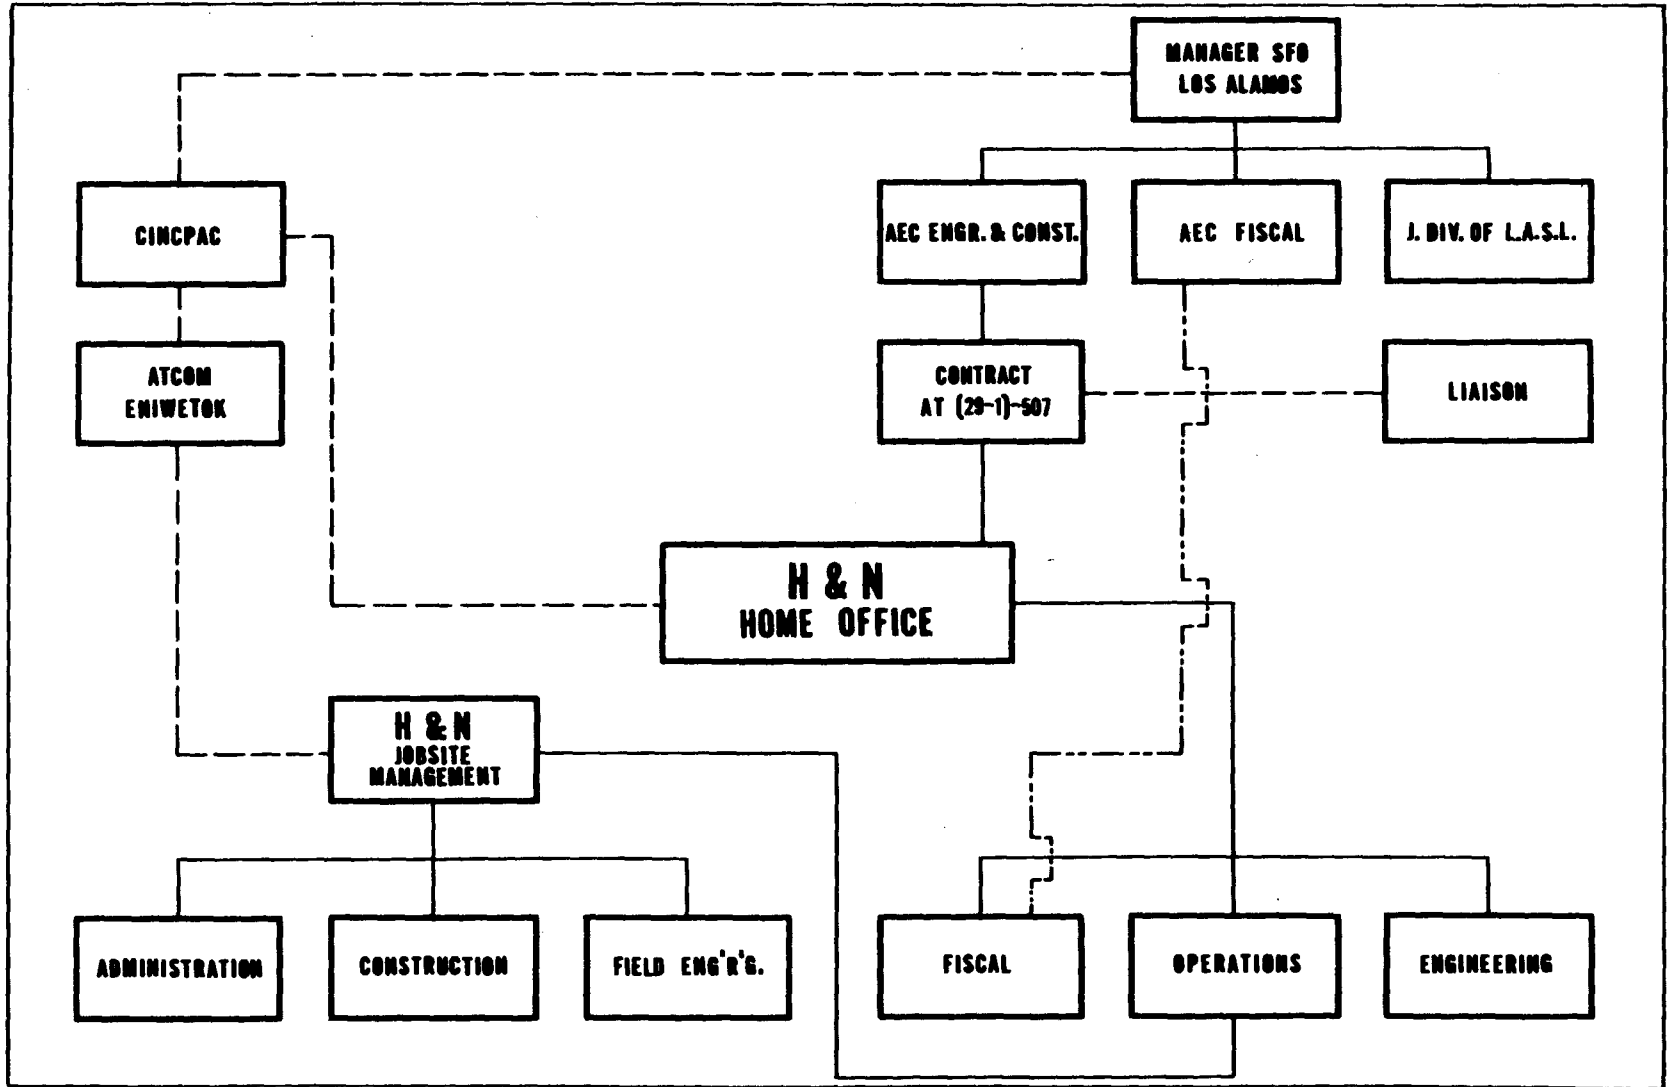 MANAGER SFO
LOS ALAMOS
CINCPAC
AEC ENGR. & CONST.
AEC FISCAL
J. DIV. OF L.A.S.L.
ATCOM
ENIWETOK
CONTRACT
AT (29-1)-507
LIAISON
H & N
HOME OFFICE
H & N
JOBSITE
MANAGEMENT
ADMINISTRATION
CONSTRUCTION
FIELD ENG'R'G.
FISCAL
OPERATIONS
ENGINEERING